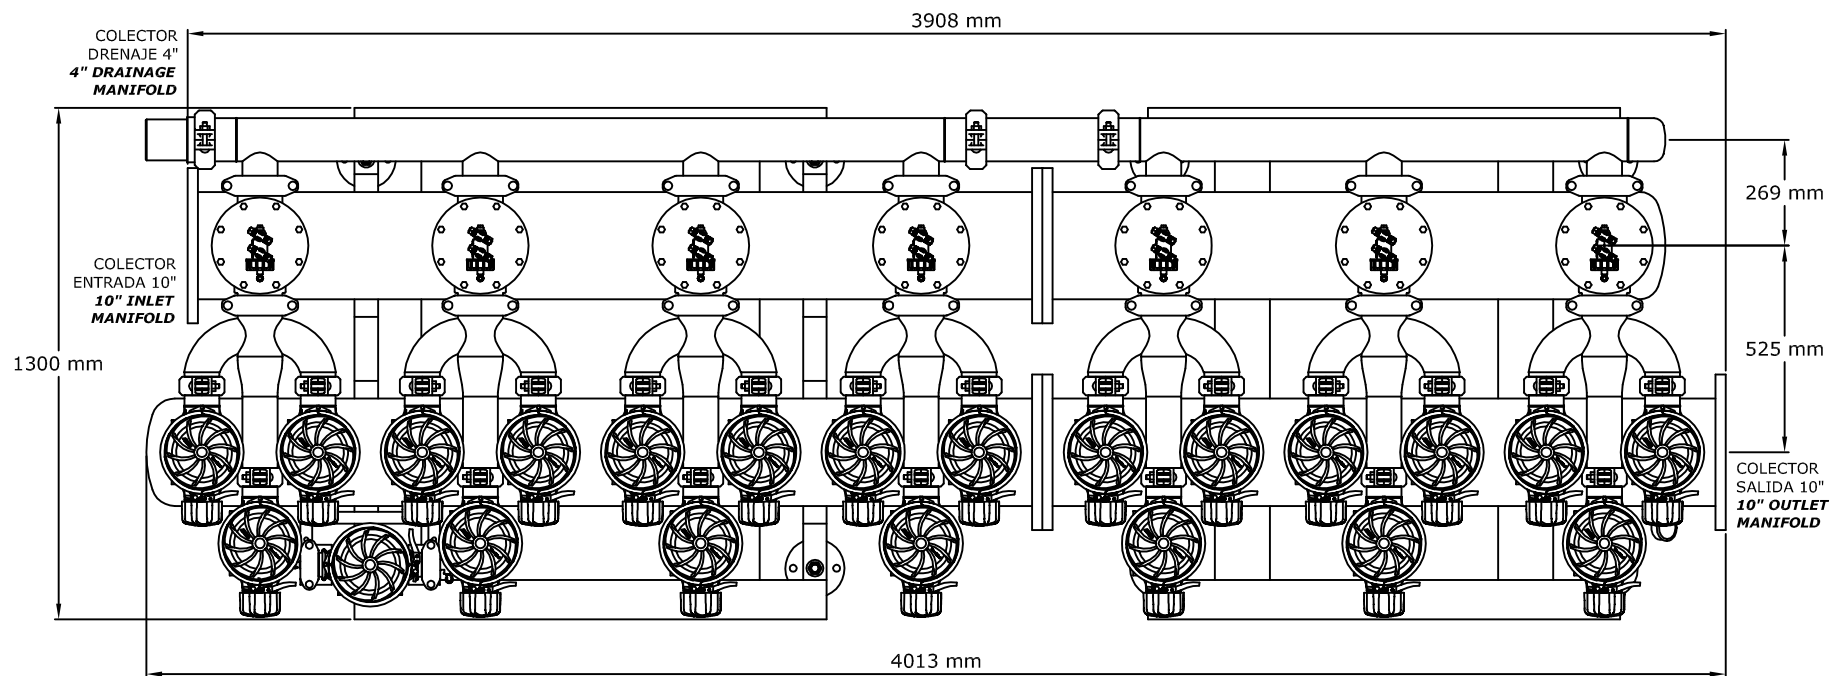 3908 mm
COLECTOR
DRENAJE 4"
4" DRAINAGE
MANIFOLD
269 mm
COLECTOR
ENTRADA 10"
10" INLET
MANIFOLD
1300 mm
525 mm
COLECTOR
SALIDA 10"
10" OUTLET
MANIFOLD
4013 mm